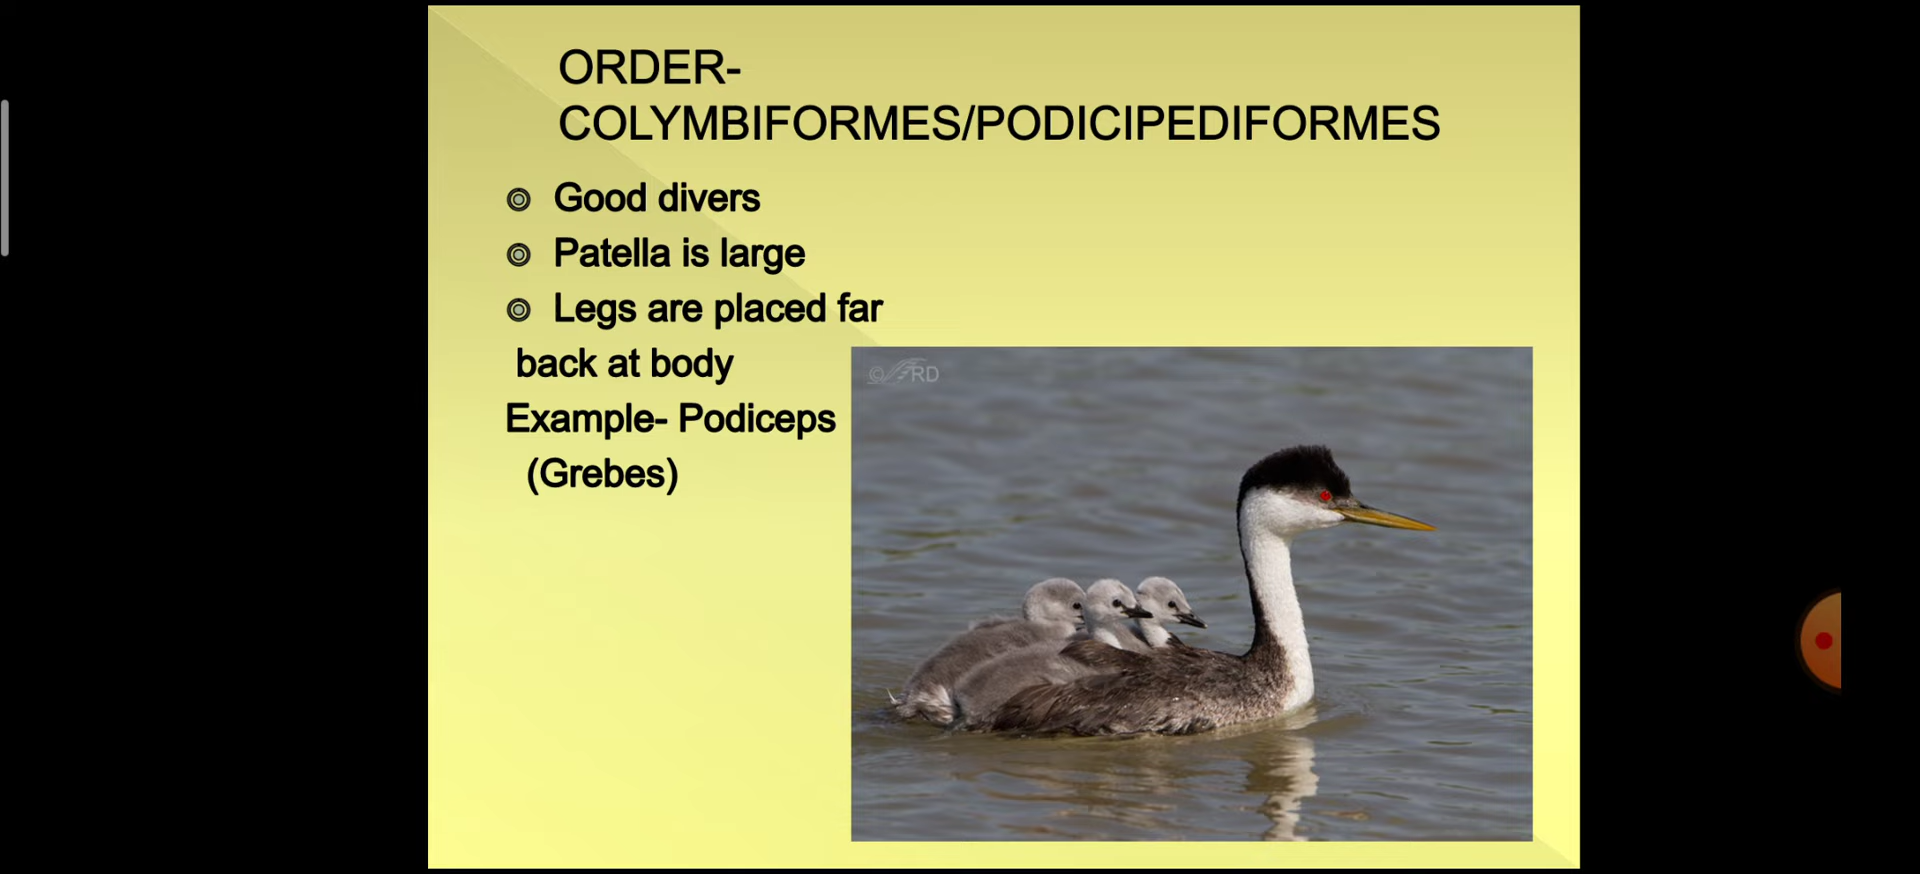 ORDER-
COLYMBIFORMES/PODICIPEDIFORMES
Good divers
Patella is large
Legs are placed far
back at body
Example- Podiceps
(Grebes)
© RD